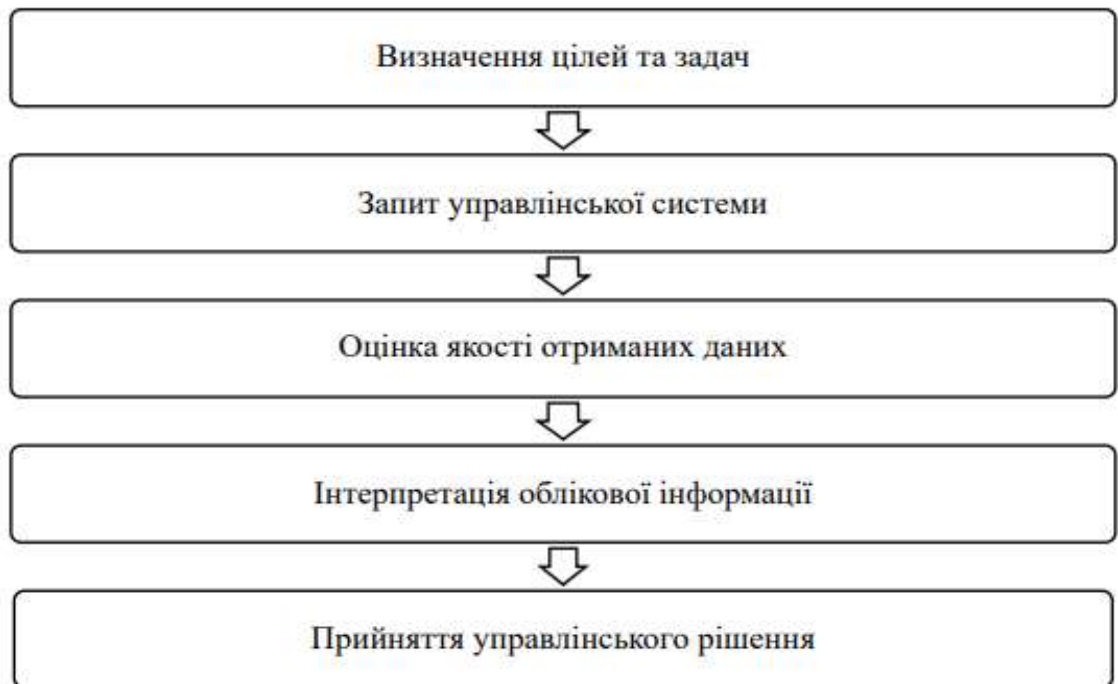 Визначення цілей та задач
Запит управлінської системи
Оцінка якості отриманих даних
Інтерпретація облікової інформації
Прийняття управлінського рішення